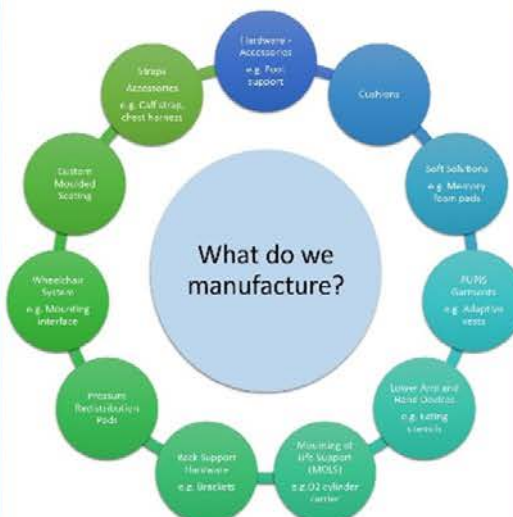 What do we
manufacture?
Hardware -
Accessories
e.g. Foot
support
Cushions
Soft Solutions
e.g. Memory
foam pads
Garments
e.g. Adaptive
vests
Lower Arm and
Hand Devices
e.g. Eating
utensils
Mounting of
Life Support
(MOLS)
e.g. O2 cylinder
carrier
Back Support
Hardware
e.g. Brackets
Pressure
Redistribution
Pads
Wheelchair
System
e.g. Mounting
interface
Custom
Moulded
Seating
Straps
Accessories
e.g. Calf strap,
chest harness